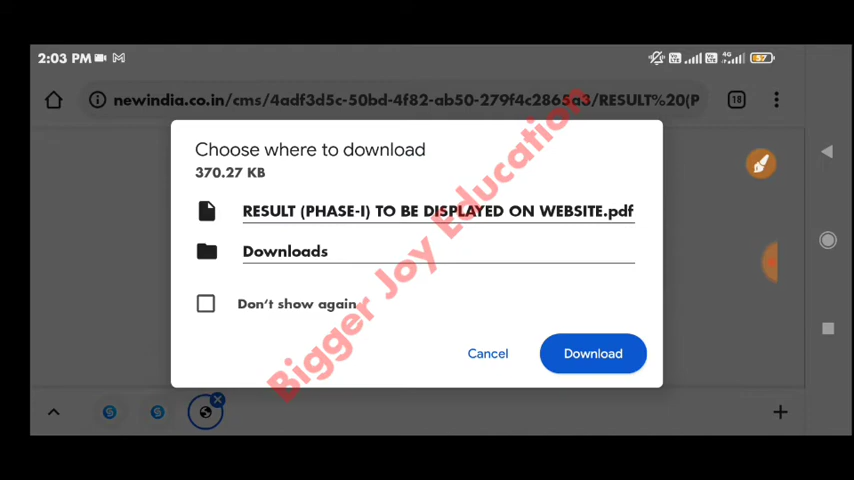 2:03 PM
4G
57
newindia.co.in/cms/4adf3d5c-50bd-4f82-ab50-279f4c2865a3/RESULT%20(P
18
Choose where to download
370.27 KB
RESULT (PHASE-I) TO BE DISPLAYED ON WEBSITE.pdf
Downloads
Don't show again
Cancel
Download
Bigger Joy Education